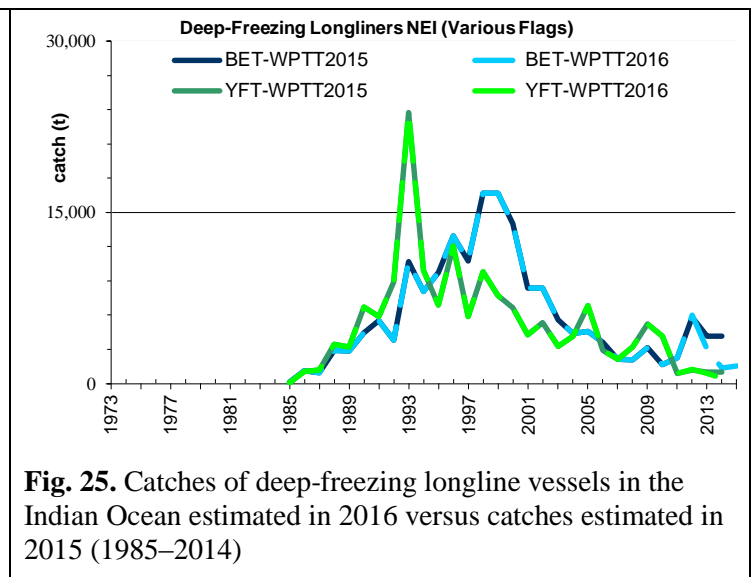 Deep-Freezing Longliners NEI (Various Flags)
30,000
BET-WPTT2015 BET-WPTT2016
YFT-WPTT2015 YFT-WPTT2016
catch (t)
15,000
0
1973 1977 1981 1985 1989 1993 1997 2001 2005 2009 2013
Fig. 25. Catches of deep-freezing longline vessels in the
Indian Ocean estimated in 2016 versus catches estimated in
2015 (1985–2014)